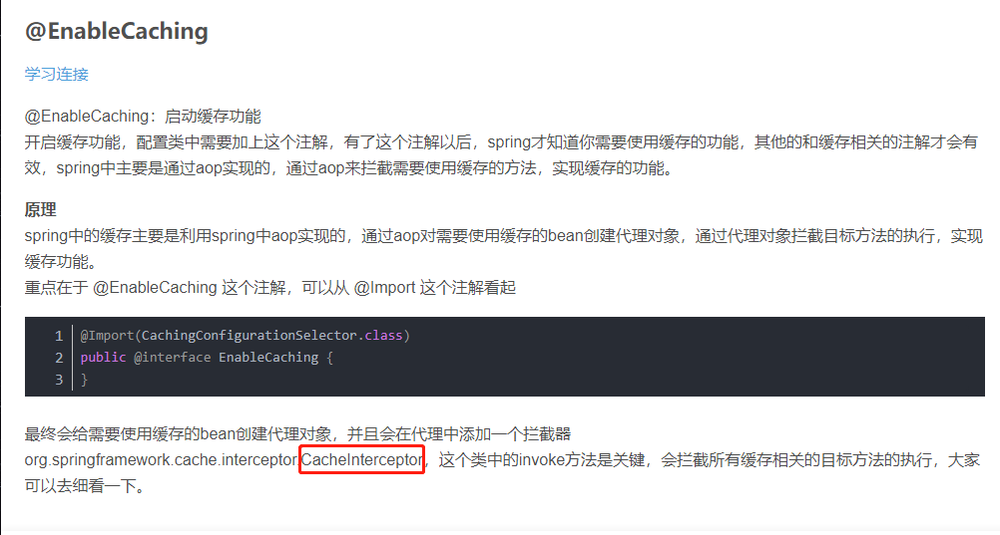 @EnableCaching
学习连接
@EnableCaching：启动缓存功能
开启缓存功能，配置类中需要加上这个注解，有了这个注解以后，spring才知道你需要使用缓存的功能，其他的和缓存相关的注解才会有
效，spring中主要是通过aop实现的，通过aop来拦截需要使用缓存的方法，实现缓存的功能。
原理
spring中的缓存主要是利用spring中aop实现的，通过aop对需要使用缓存的bean创建代理对象，通过代理对象拦截目标方法的执行，实现
缓存功能。
重点在于 @EnableCaching 这个注解，可以从 @Import 这个注解看起
1 @Import(CachingConfigurationSelector.class)
2 public @interface EnableCaching {
3 }
最终会给需要使用缓存的bean创建代理对象，并且会在代理中添加一个拦截器
org.springframework.cache.interceptor.CacheInterceptor，这个类中的invoke方法是关键，会拦截所有缓存相关的目标方法的执行，大家
可以去细看一下。